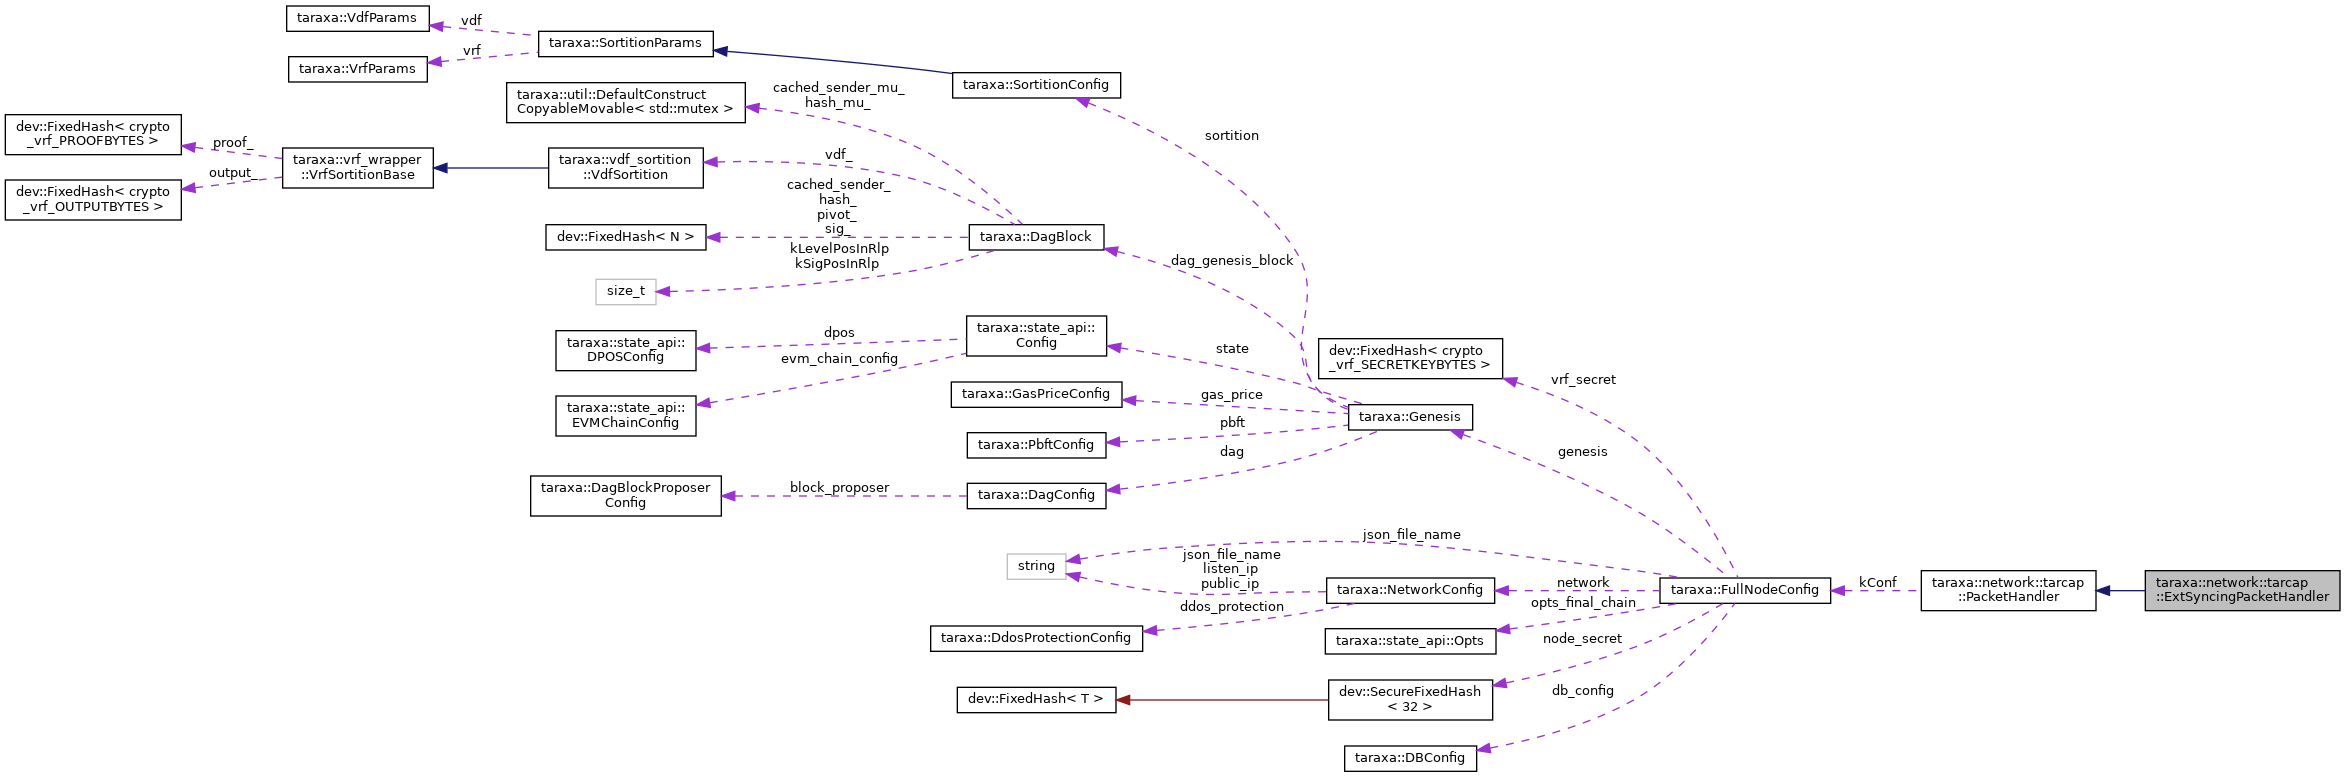 taraxa::VdfParams
vdf
taraxa::SortitionParams
vrf
taraxa::VrfParams
taraxa::SortitionConfig
taraxa::util::DefaultConstruct
CopyableMovable< std::mutex >
cached_sender_mu_
hash_mu_
dev::FixedHash< crypto
_vrf_PROOFBYTES >
proof_
output_
dev::FixedHash< crypto
_vrf_OUTPUTBYTES >
taraxa::vrf_wrapper
::VrfSortitionBase
taraxa::vdf_sortition
::VdfSortition
vdf_
sortition
cached_sender_
hash_
pivot_
sig_
dev::FixedHash< N >
taraxa::DagBlock
kLevelPosInRlp
kSigPosInRlp
size_t
dag_genesis_block
taraxa::state_api::
DPOSConfig
dpos
taraxa::state_api::
Config
evm_chain_config
taraxa::state_api::
EVMChainConfig
state
dev::FixedHash< crypto
_vrf_SECRETKEYBYTES >
vrf_secret
taraxa::GasPriceConfig
gas_price
taraxa::Genesis
taraxa::PbftConfig
pbft
dag
genesis
taraxa::DagBlockProposer
Config
block_proposer
taraxa::DagConfig
json_file_name
string
json_file_name
listen_ip
public_ip
taraxa::NetworkConfig
network
taraxa::FullNodeConfig
kConf
taraxa::network::tarcap
::PacketHandler
taraxa::network::tarcap
::ExtSyncingPacketHandler
ddos_protection
taraxa::DdosProtectionConfig
opts_final_chain
taraxa::state_api::Opts
node_secret
dev::FixedHash< T >
dev::SecureFixedHash
< 32 >
db_config
taraxa::DBConfig